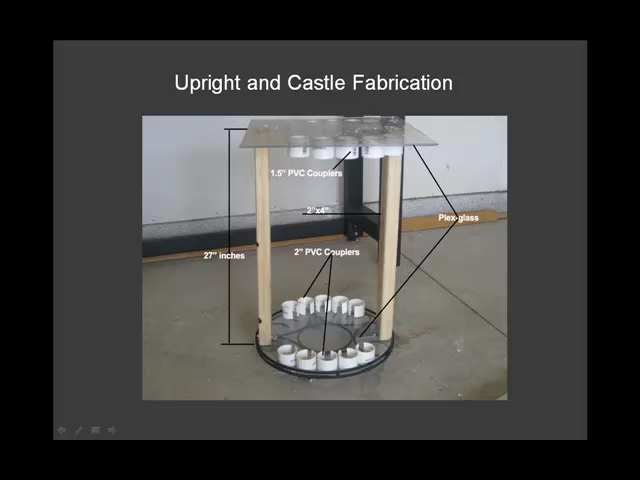 Upright and Castle Fabrication
1.5" PVC Couplers
2"x4"
Plex-glass
27" inches
2" PVC Couplers